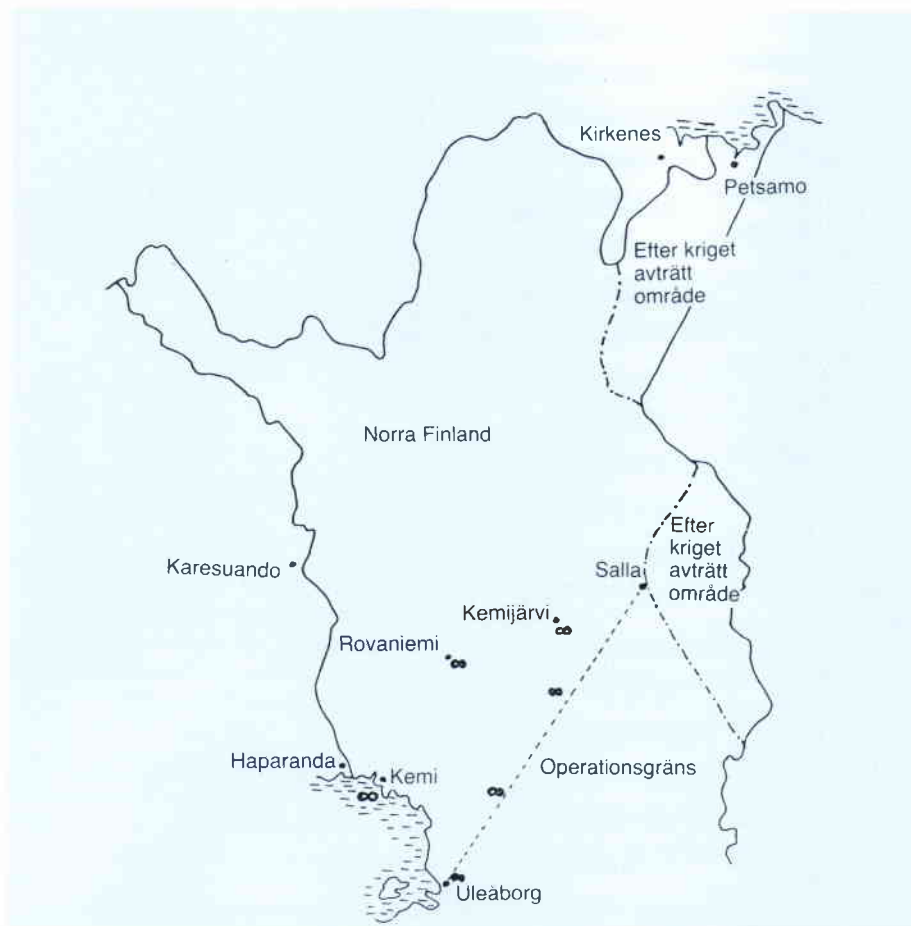 Kirkenes
Petsamo
Efter kriget
avträtt
område
Norra Finland
Karesuando
Salla
Efter
kriget
avträtt
område
Kemijärvi
Rovaniemi
Haparanda
Kemi
Operationsgräns
Uleåborg